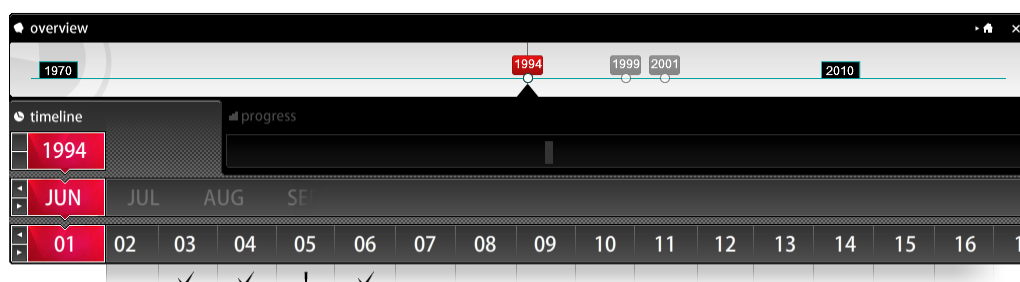 overview
1970 1994 1999 2001 2010
timeline progress
1994
JUN JUL AUG
01 02 03 04 05 06 07 08 09 10 11 12 13 14 15 16